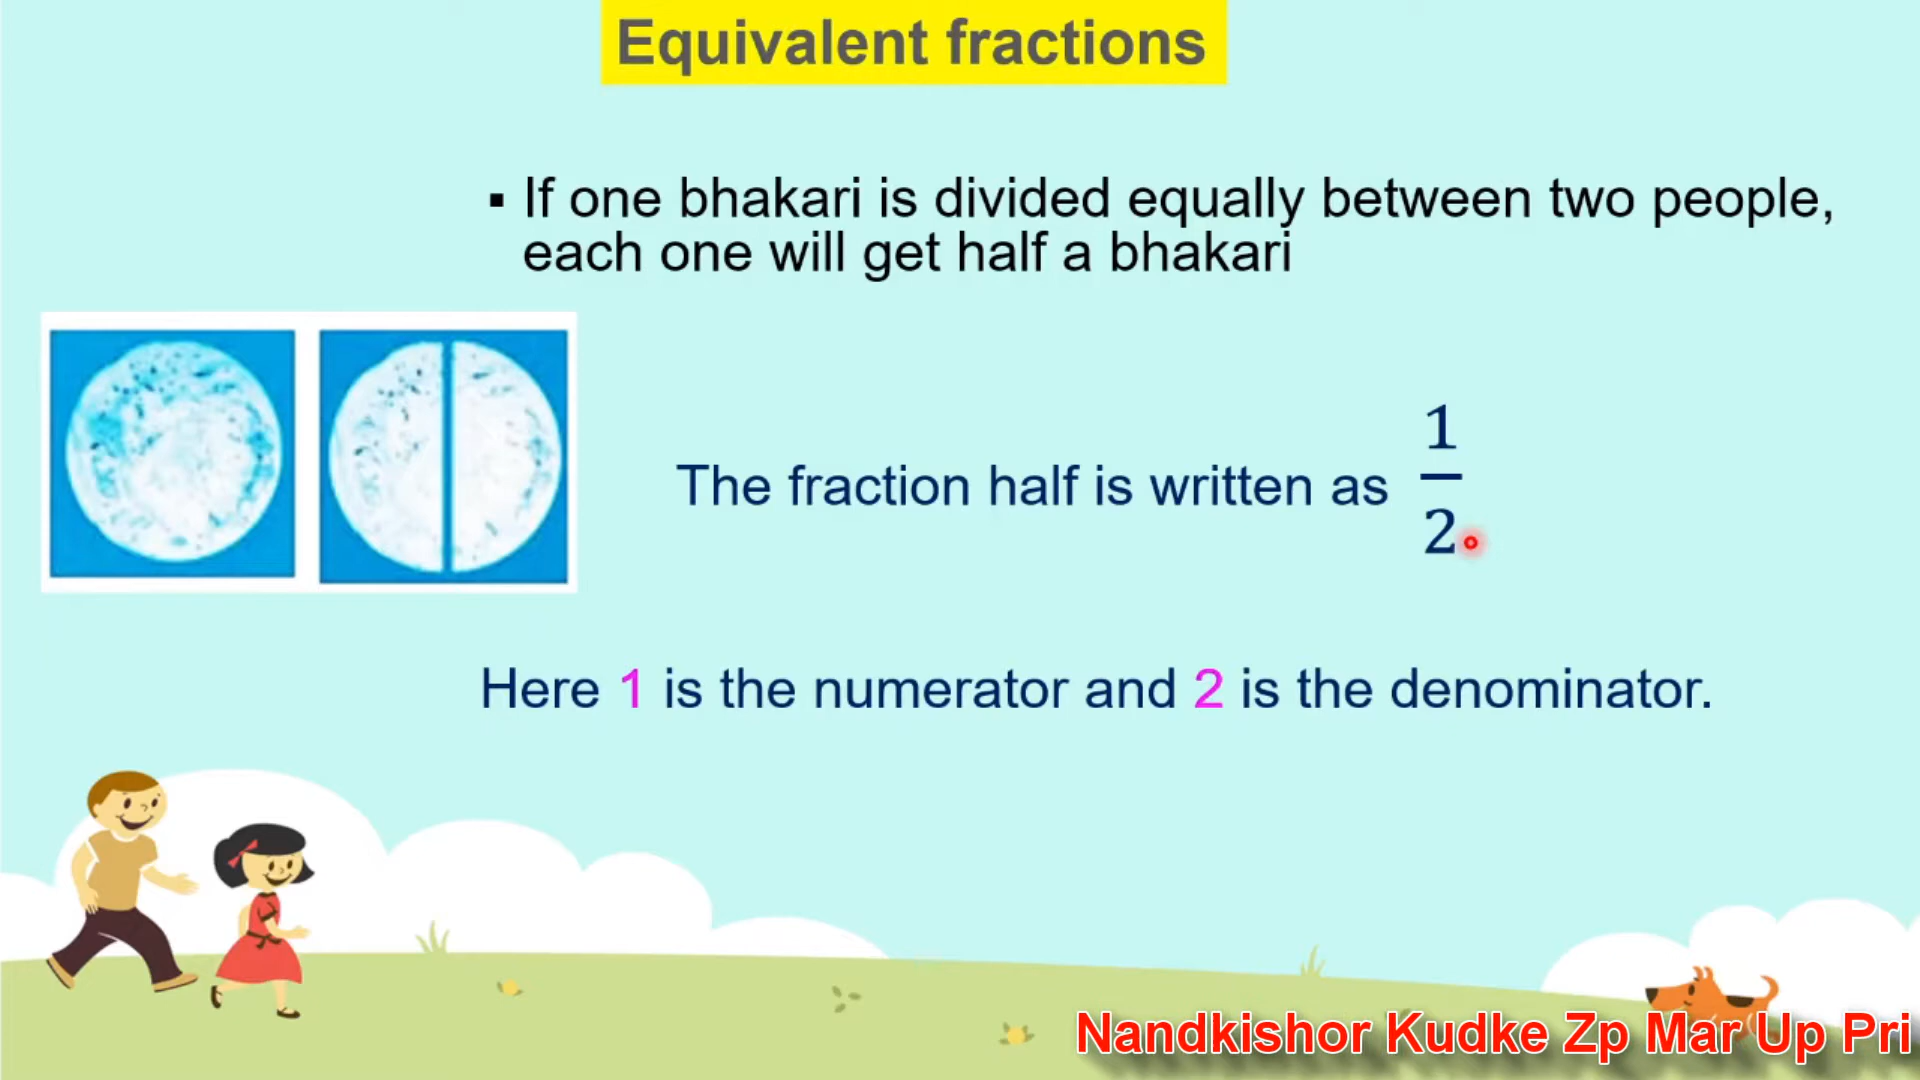 Equivalent fractions
▪ If one bhakari is divided equally between two people,
each one will get half a bhakari
The fraction half is written as 1/2
Here 1 is the numerator and 2 is the denominator.
Nandkishor Kudke Zp Mar Up Pri